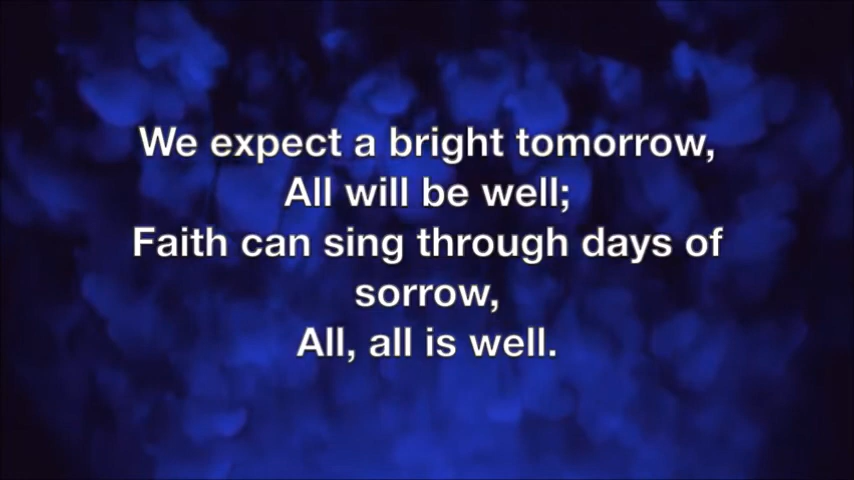 We expect a bright tomorrow,
All will be well;
Faith can sing through days of
sorrow,
All, all is well.